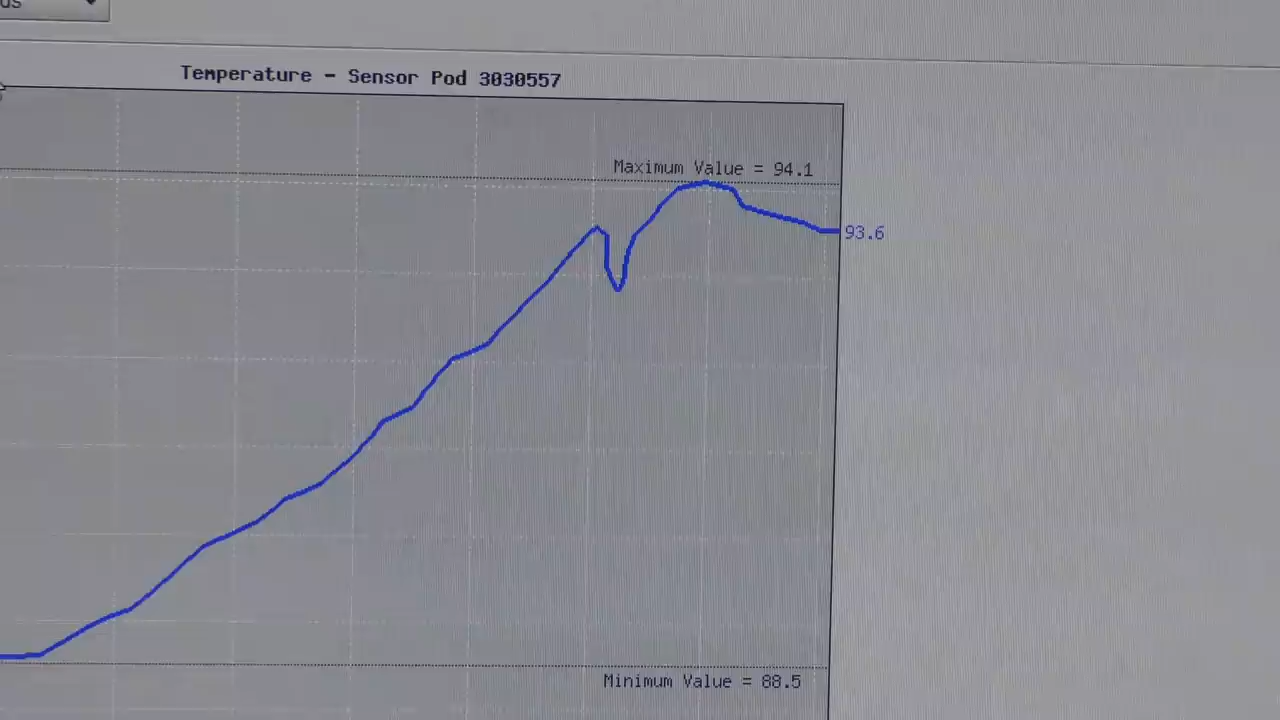 Temperature - Sensor Pod 3030557
Maximum Value = 94.1
93.6
Minimum Value = 88.5